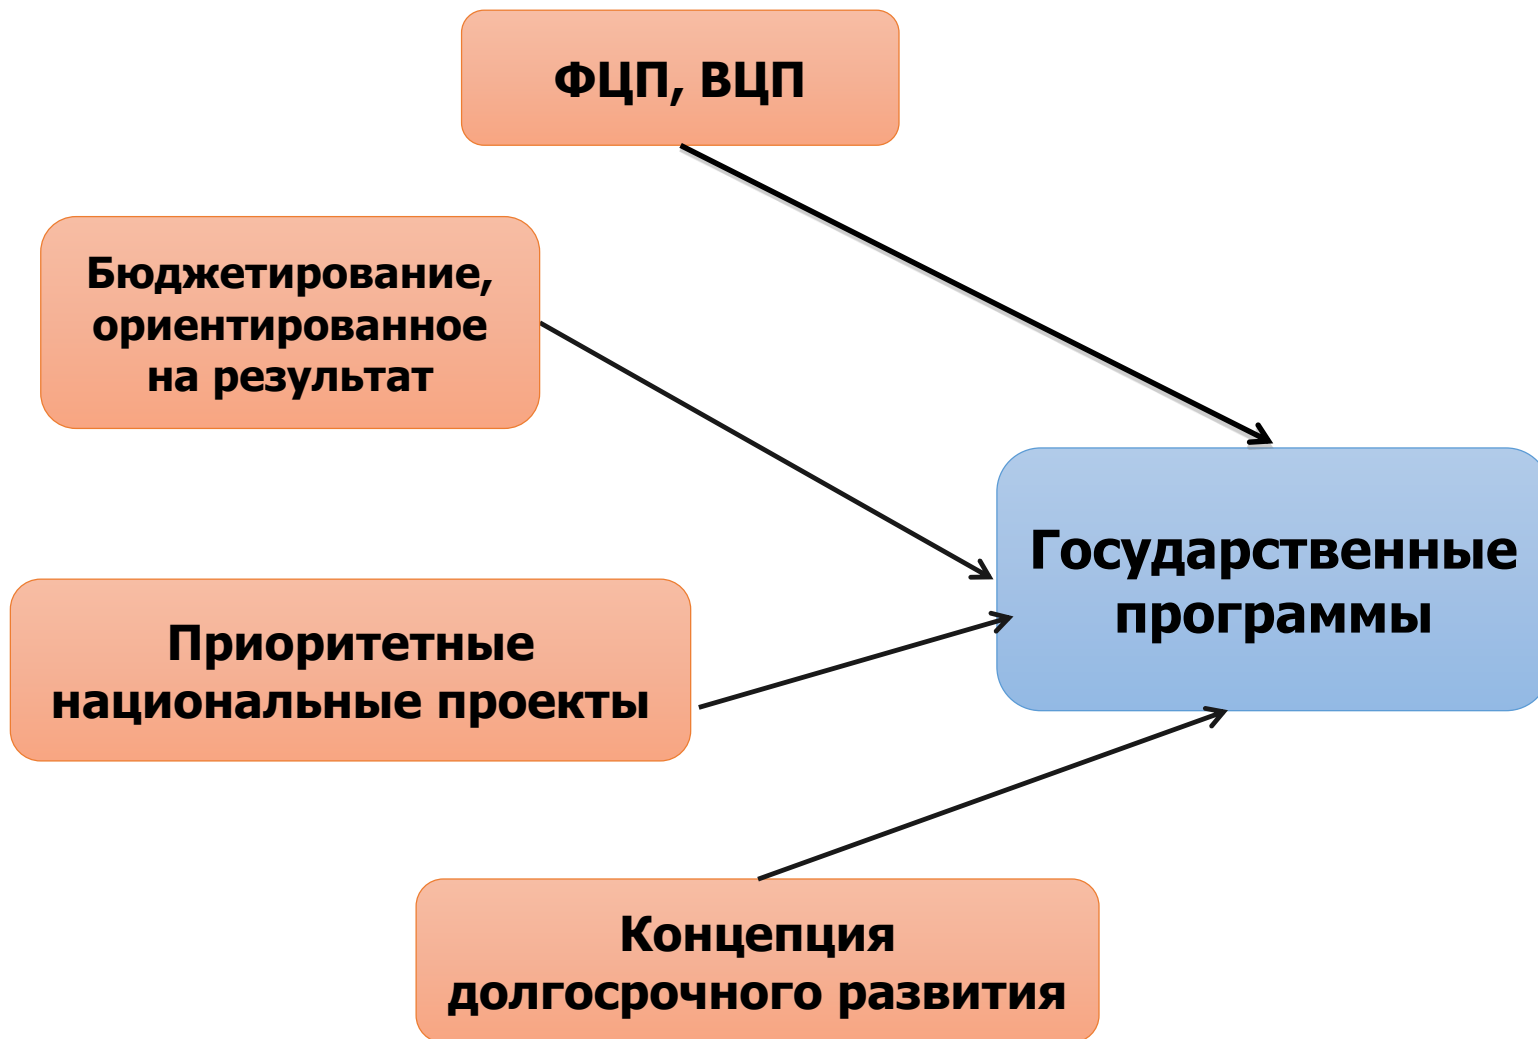 ФЦП, ВЦП
Бюджетирование,
ориентированное
на результат
Государственные
программы
Приоритетные
национальные проекты
Концепция
долгосрочного развития